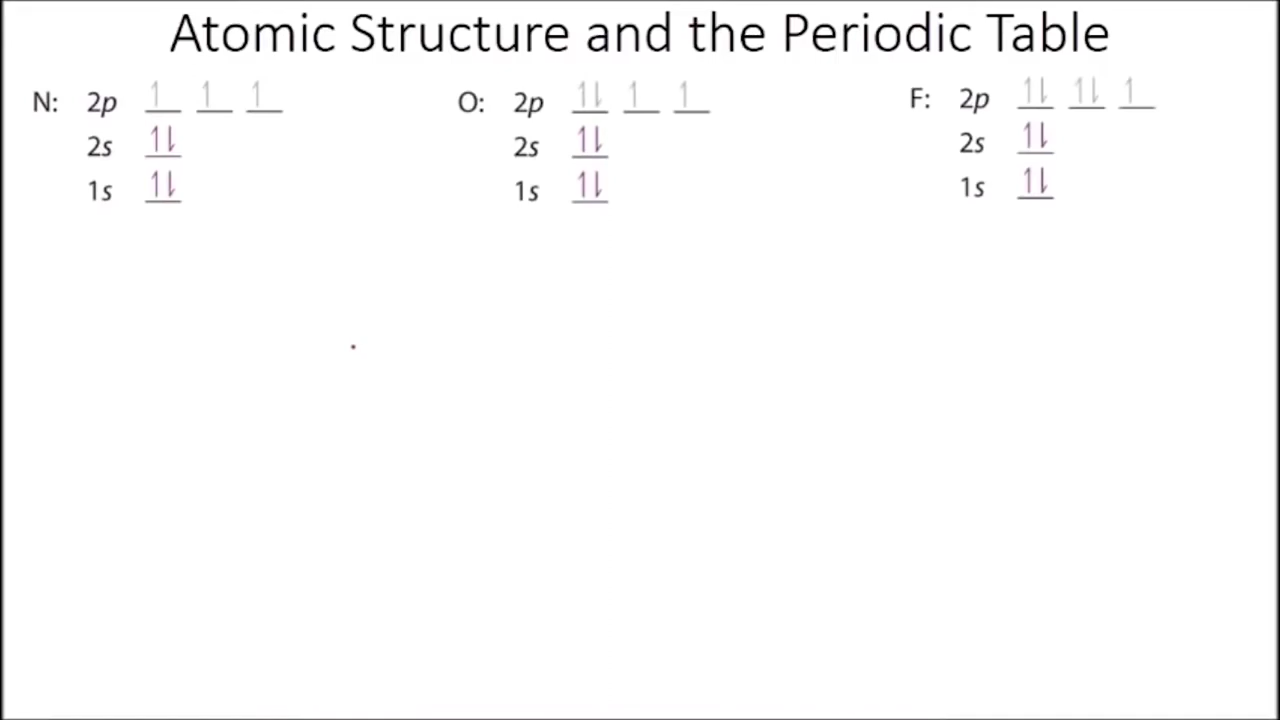 Atomic Structure and the Periodic Table
N: 2p ↿ ↿ ↿
2s ↿⇂
1s ↿⇂
O: 2p ↿⇂ ↿ ↿
2s ↿⇂
1s ↿⇂
F: 2p ↿⇂ ↿⇂ ↿
2s ↿⇂
1s ↿⇂